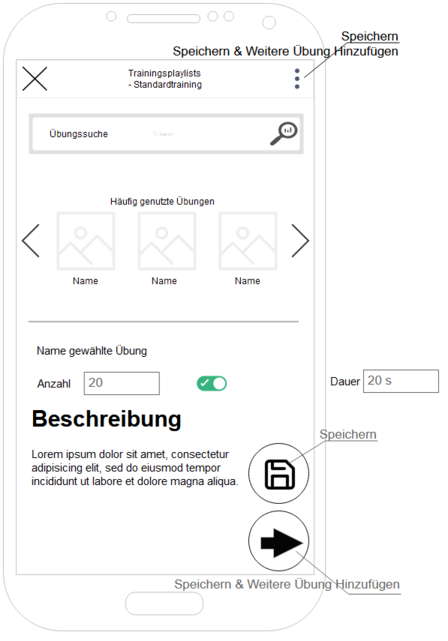 Speichern
Speichern & Weitere Übung Hinzufügen
Trainingsplaylists
- Standardtraining
Übungssuche
Häufig genutzte Übungen
Name
Name
Name
Name gewählte Übung
Anzahl
20
Dauer
20 s
Beschreibung
Speichern
Lorem ipsum dolor sit amet, consectetur
adipisicing elit, sed do eiusmod tempor
incididunt ut labore et dolore magna aliqua.
Speichern & Weitere Übung Hinzufügen